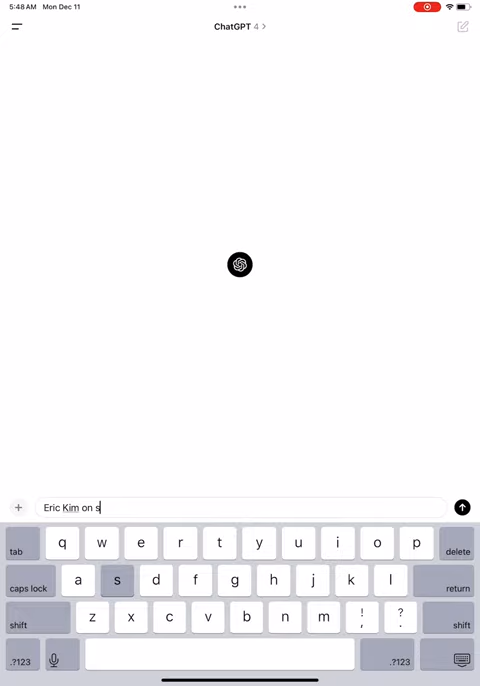 5:48 AM Mon Dec 11
ChatGPT 4 >
Eric Kim on s
tab q w e r t y u i o p delete
caps lock a s d f g h j k l return
shift z x c v b n m ! , ? . shift
.?123 .?123